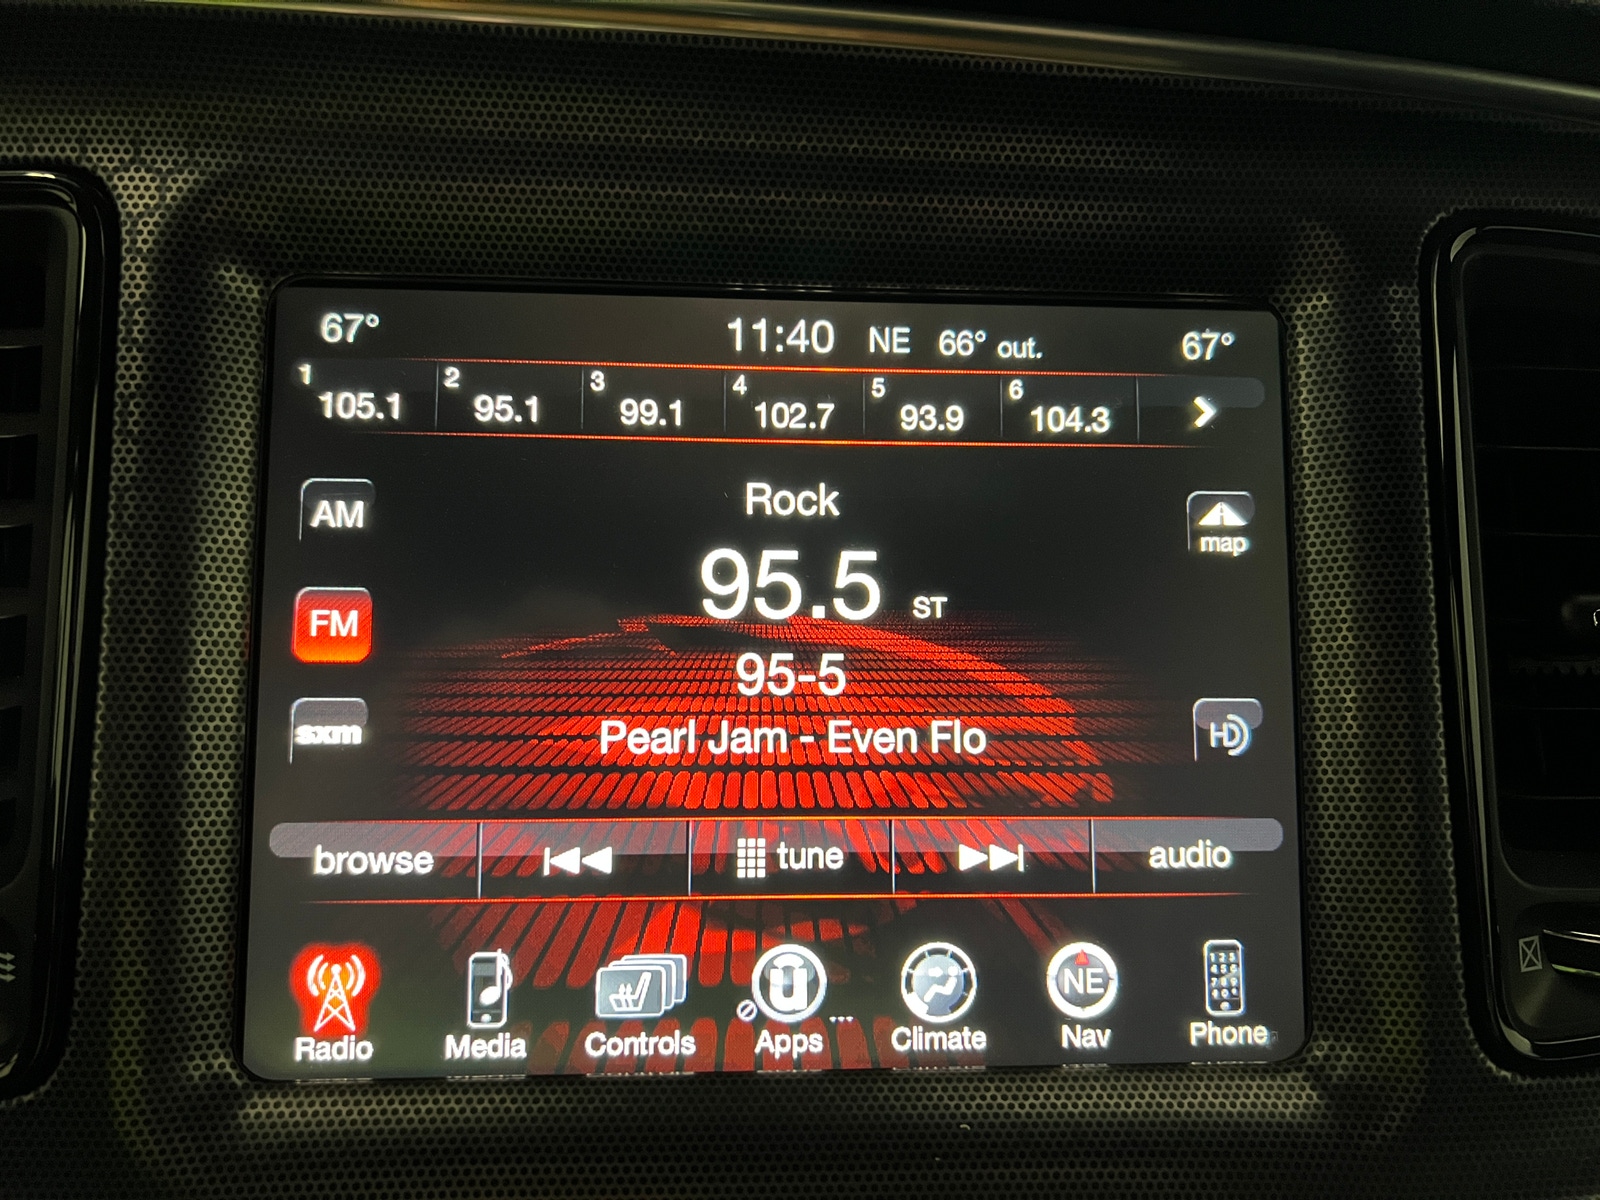 67° 11:40 NE 66° out. 67°
1 105.1 2 95.1 3 99.1 4 102.7 5 93.9 6 104.3
AM
Rock
map
95.5 ST
FM
95-5
sxm
Pearl Jam - Even Flo
HD
browse tune audio
NE
Radio Media Controls Apps Climate Nav Phone